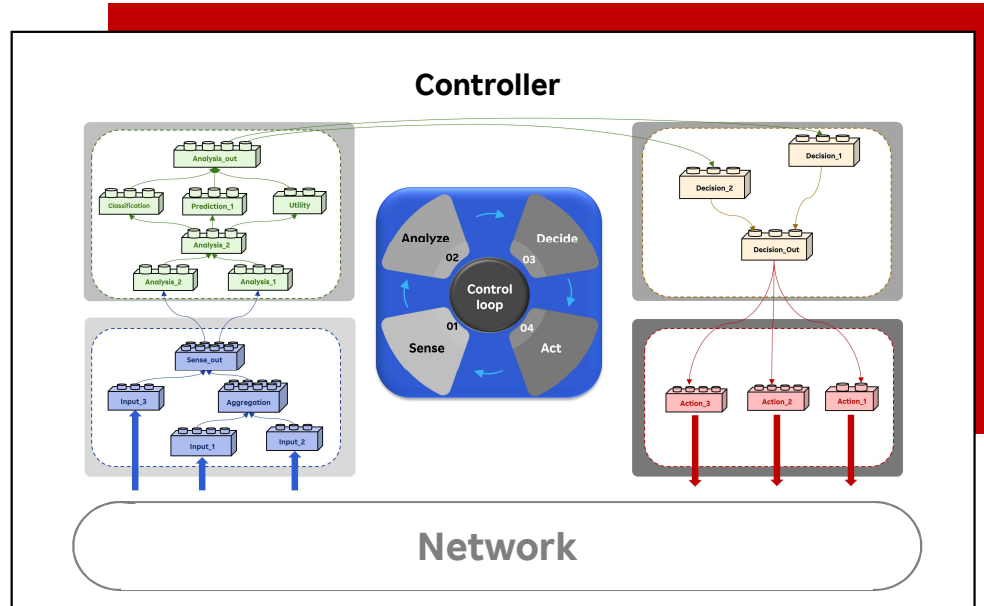 Controller
Analysis_out
Classification
Prediction_1
Utility
Analysis_2
Analysis_2
Analysis_1
Sense_out
Input_3
Aggregation
Input_1
Input_2
Analyze
02
Decide
03
Control
loop
01
Sense
04
Act
Decision_1
Decision_2
Decision_Out
Action_3
Action_2
Action_1
Network